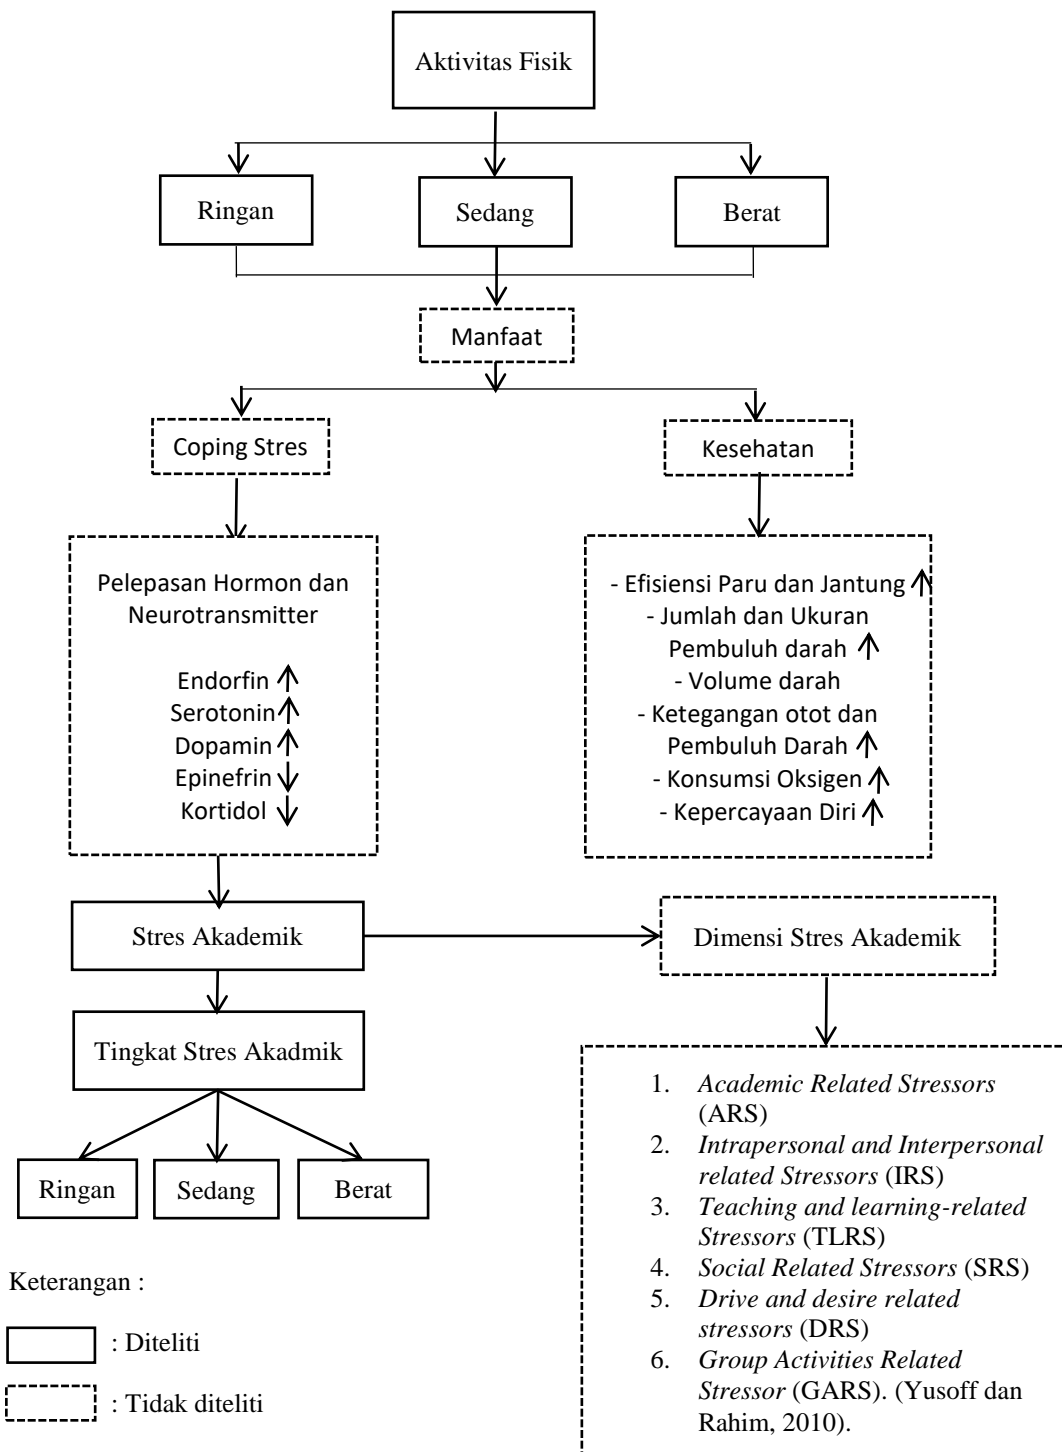 Aktivitas Fisik
Ringan
Sedang
Berat
Manfaat
Coping Stres
Kesehatan
Pelepasan Hormon dan
Neurotransmitter
Endorfin ↑
Serotonin ↑
Dopamin ↑
Epinefrin ↓
Kortidol ↓
- Efisiensi Paru dan Jantung ↑
- Jumlah dan Ukuran
Pembuluh darah ↑
- Volume darah
- Ketegangan otot dan
Pembuluh Darah ↑
- Konsumsi Oksigen ↑
- Kepercayaan Diri ↑
Stres Akademik
Dimensi Stres Akademik
Tingkat Stres Akadmik
Ringan
Sedang
Berat
1. Academic Related Stressors
(ARS)
2. Intrapersonal and Interpersonal
related Stressors (IRS)
3. Teaching and learning-related
Stressors (TLRS)
4. Social Related Stressors (SRS)
5. Drive and desire related
stressors (DRS)
6. Group Activities Related
Stressor (GARS). (Yusoff dan
Rahim, 2010).
Keterangan :
: Diteliti
: Tidak diteliti